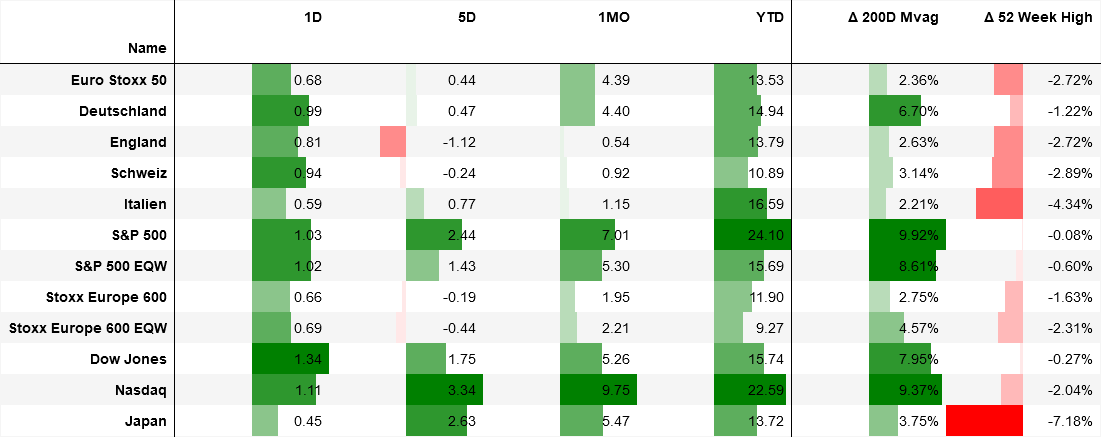 1D 5D 1MO YTD Δ 200D Mvag Δ 52 Week High
Name
Euro Stoxx 50 0.68 0.44 4.39 13.53 2.36% -2.72%
Deutschland 0.99 0.47 4.40 14.94 6.70% -1.22%
England 0.81 -1.12 0.54 13.79 2.63% -2.72%
Schweiz 0.94 -0.24 0.92 10.89 3.14% -2.89%
Italien 0.59 0.77 1.15 16.59 2.21% -4.34%
S&P 500 1.03 2.44 7.01 24.10 9.92% -0.08%
S&P 500 EQW 1.02 1.43 5.30 15.69 8.61% -0.60%
Stoxx Europe 600 0.66 -0.19 1.95 11.90 2.75% -1.63%
Stoxx Europe 600 EQW 0.69 -0.44 2.21 9.27 4.57% -2.31%
Dow Jones 1.34 1.75 5.26 15.74 7.95% -0.27%
Nasdaq 1.11 3.34 9.75 22.59 9.37% -2.04%
Japan 0.45 2.63 5.47 13.72 3.75% -7.18%